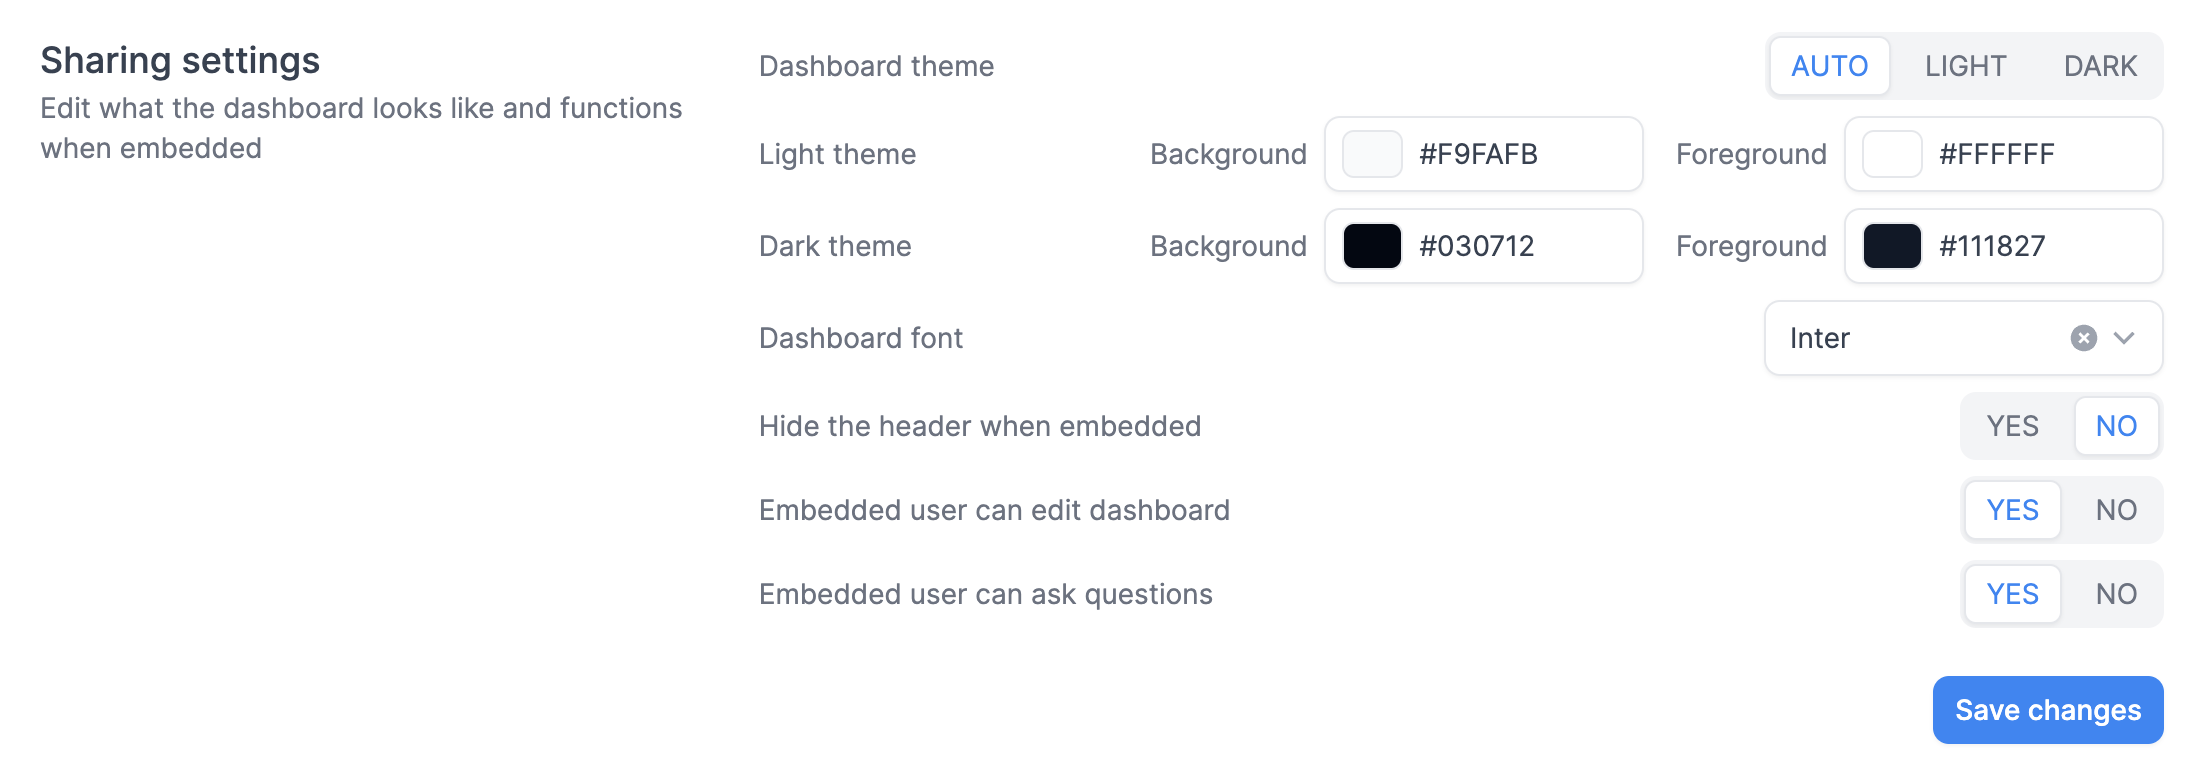 Sharing settings
Edit what the dashboard looks like and functions
when embedded
Dashboard theme AUTO LIGHT DARK
Light theme Background #F9FAFB Foreground #FFFFFF
Dark theme Background #030712 Foreground #111827
Dashboard font Inter
Hide the header when embedded YES NO
Embedded user can edit dashboard YES NO
Embedded user can ask questions YES NO
Save changes